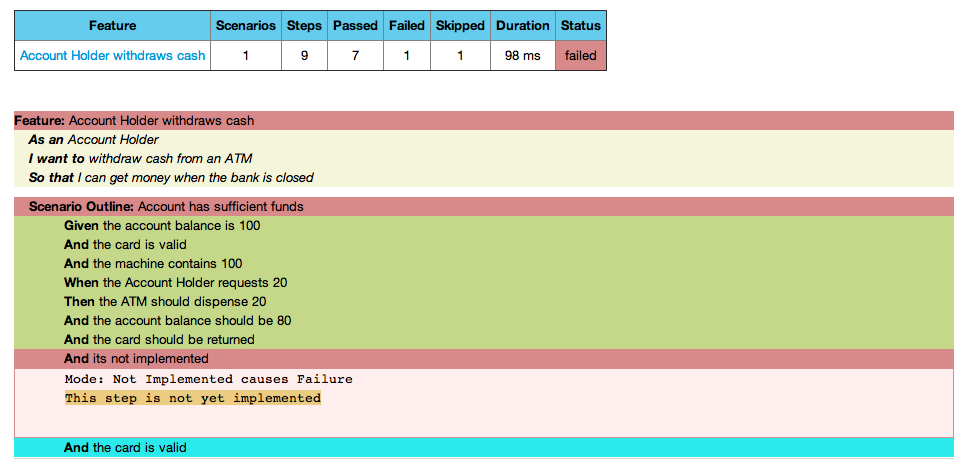 Feature Scenarios Steps Passed Failed Skipped Duration Status
Account Holder withdraws cash 1 9 7 1 1 98 ms failed
Feature: Account Holder withdraws cash
As an Account Holder
I want to withdraw cash from an ATM
So that I can get money when the bank is closed
Scenario Outline: Account has sufficient funds
Given the account balance is 100
And the card is valid
And the machine contains 100
When the Account Holder requests 20
Then the ATM should dispense 20
And the account balance should be 80
And the card should be returned
And its not implemented
Mode: Not Implemented causes Failure
This step is not yet implemented
And the card is valid